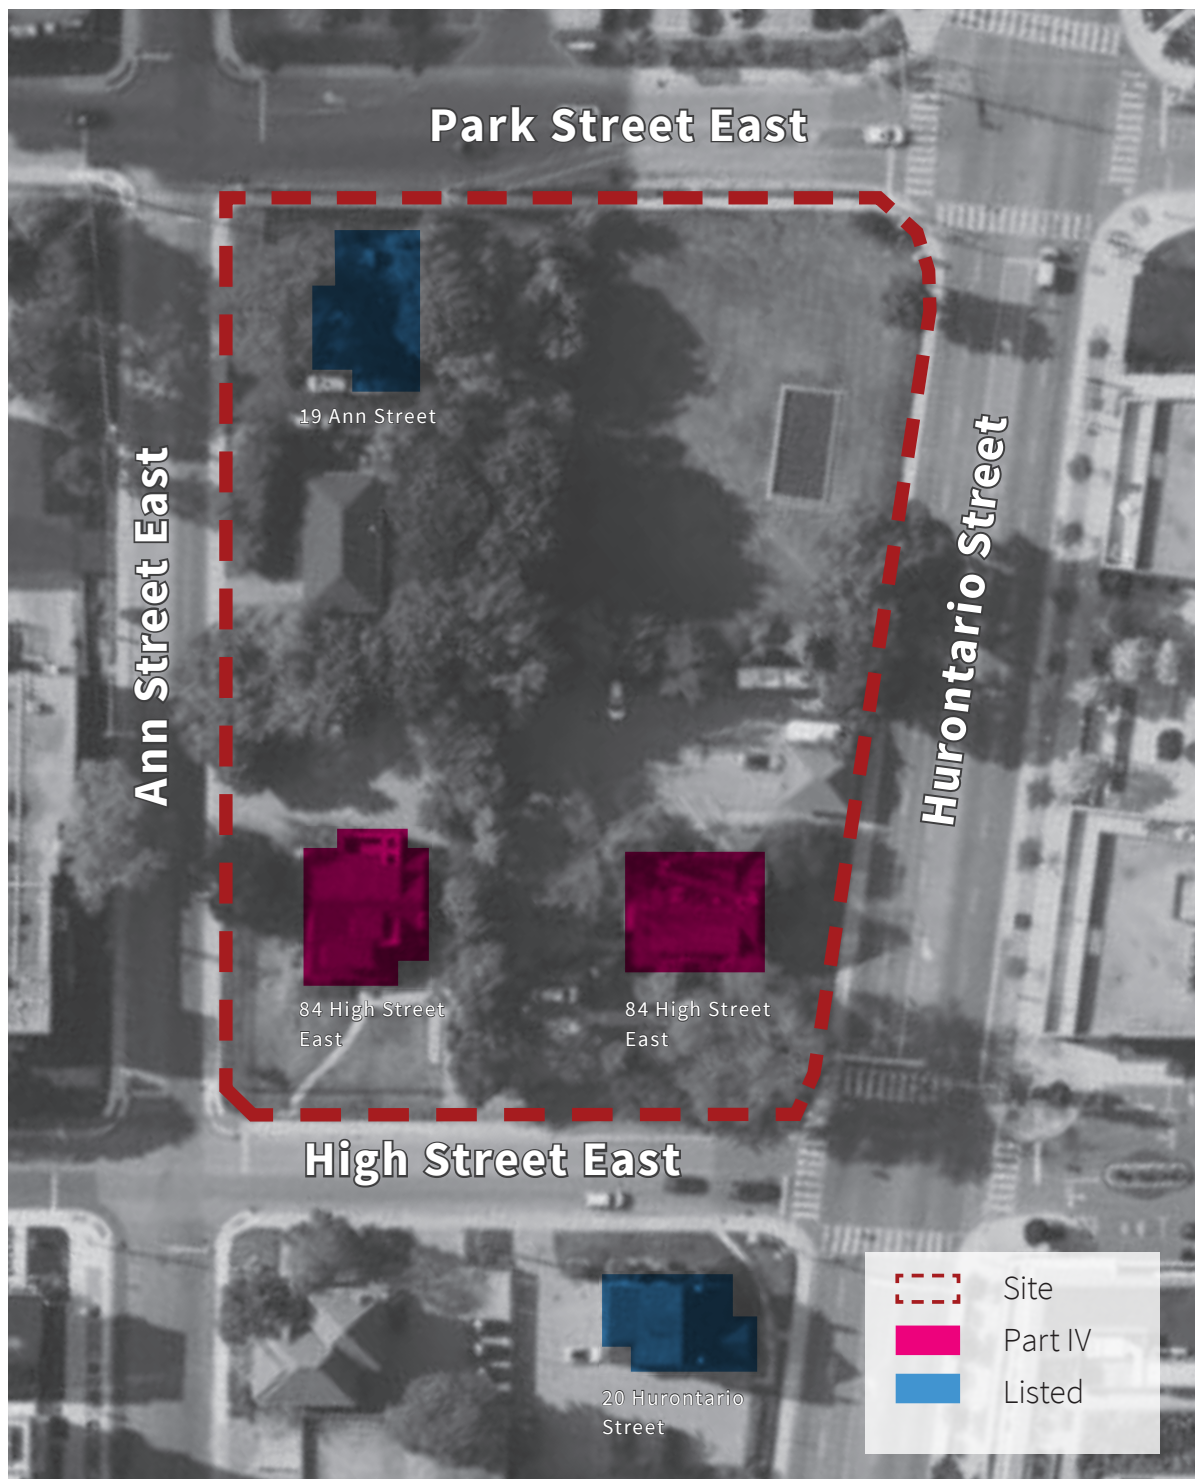 Park Street East
19 Ann Street
Ann Street East
Hurontario Street
84 High Street
East
84 High Street
East
High Street East
20 Hurontario
Street
Site
Part IV
Listed